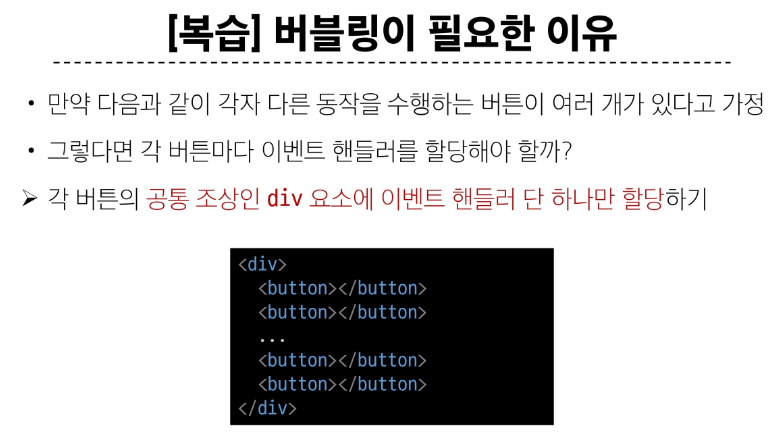 [복습] 버블링이 필요한 이유
• 만약 다음과 같이 각자 다른 동작을 수행하는 버튼이 여러 개가 있다고 가정
• 그렇다면 각 버튼마다 이벤트 핸들러를 할당해야 할까?
➢ 각 버튼의 공통 조상인 div 요소에 이벤트 핸들러 단 하나만 할당하기
<div>
  <button></button>
  <button></button>
  ...
  <button></button>
  <button></button>
</div>